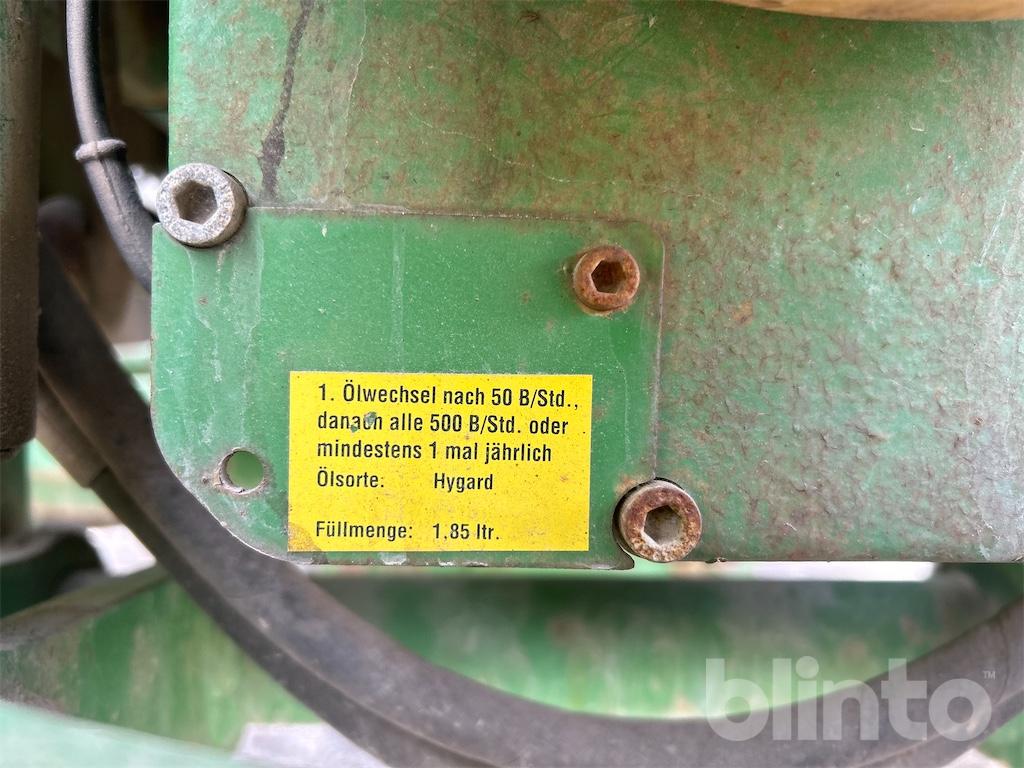 1. Ölwechsel nach 50 B/Std.,
danach alle 500 B/Std. oder
mindestens 1 mal jährlich
Ölsorte: Hygard
Füllmenge: 1,85 ltr.
blinto™